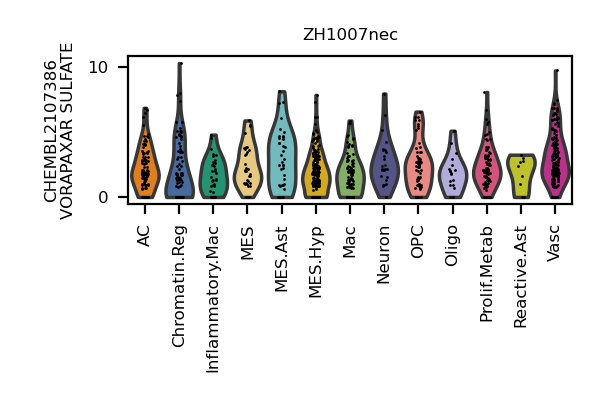 ZH1007nec
CHEMBL2107386
VORAPAXAR SULFATE
10
0
AC
Chromatin.Reg
Inflammatory.Mac
MES
MES.Ast
MES.Hyp
Mac
Neuron
OPC
Oligo
Prolif.Metab
Reactive.Ast
Vasc